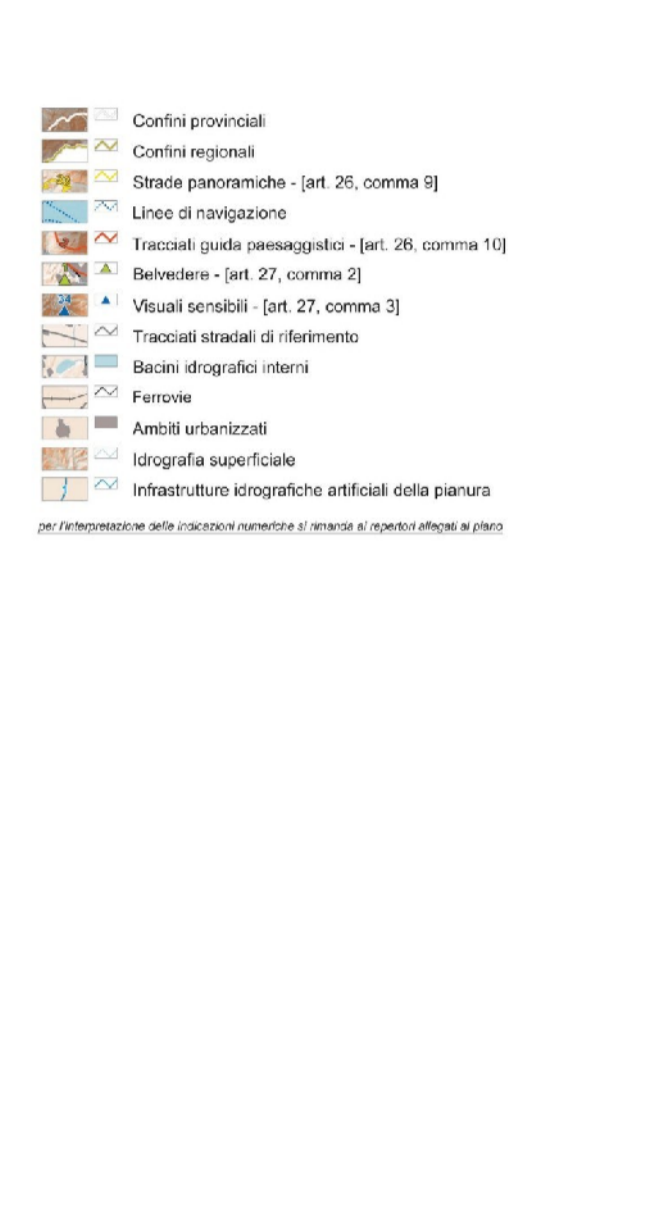 Confini provinciali
Confini regionali
Strade panoramiche - [art. 26, comma 9]
Linee di navigazione
Tracciati guida paesaggistici - [art. 26, comma 10]
Belvedere - [art. 27, comma 2]
Visuali sensibili - [art. 27, comma 3]
Tracciati stradali di riferimento
Bacini idrografici interni
Ferrovie
Ambiti urbanizzati
Idrografia superficiale
Infrastrutture idrografiche artificiali della pianura
per l'interpretazione delle indicazioni numeriche si rimanda ai repertori allegati al piano